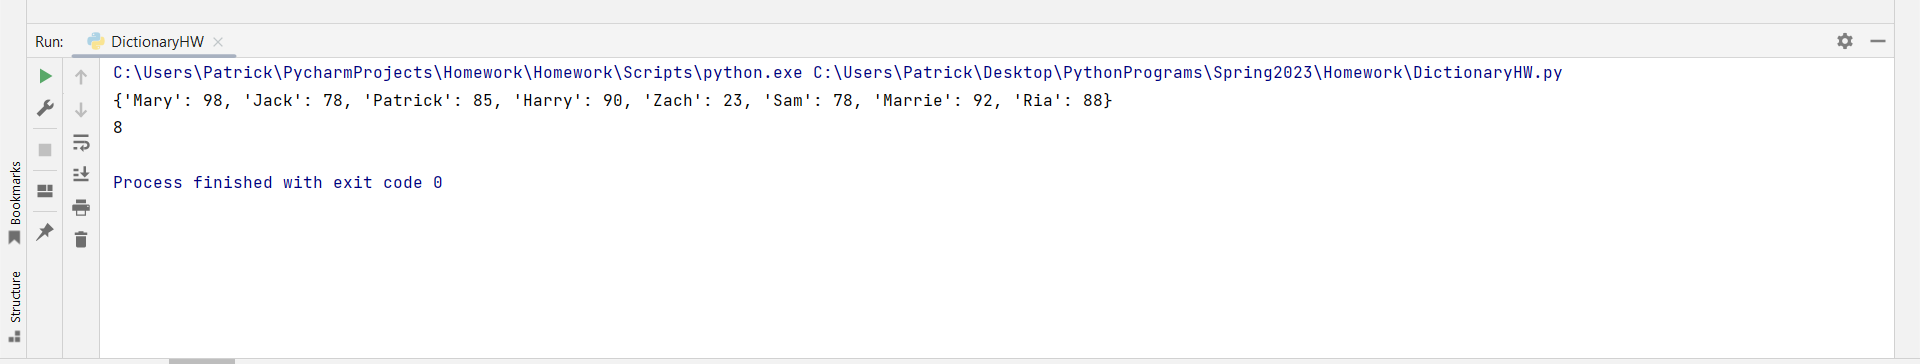 Run: DictionaryHW
C:\Users\Patrick\PycharmProjects\Homework\Homework\Scripts\python.exe C:\Users\Patrick\Desktop\PythonPrograms\Spring2023\Homework\DictionaryHW.py
{'Mary': 98, 'Jack': 78, 'Patrick': 85, 'Harry': 90, 'Zach': 23, 'Sam': 78, 'Marrie': 92, 'Ria': 88}
8
Process finished with exit code 0
Bookmarks
Structure